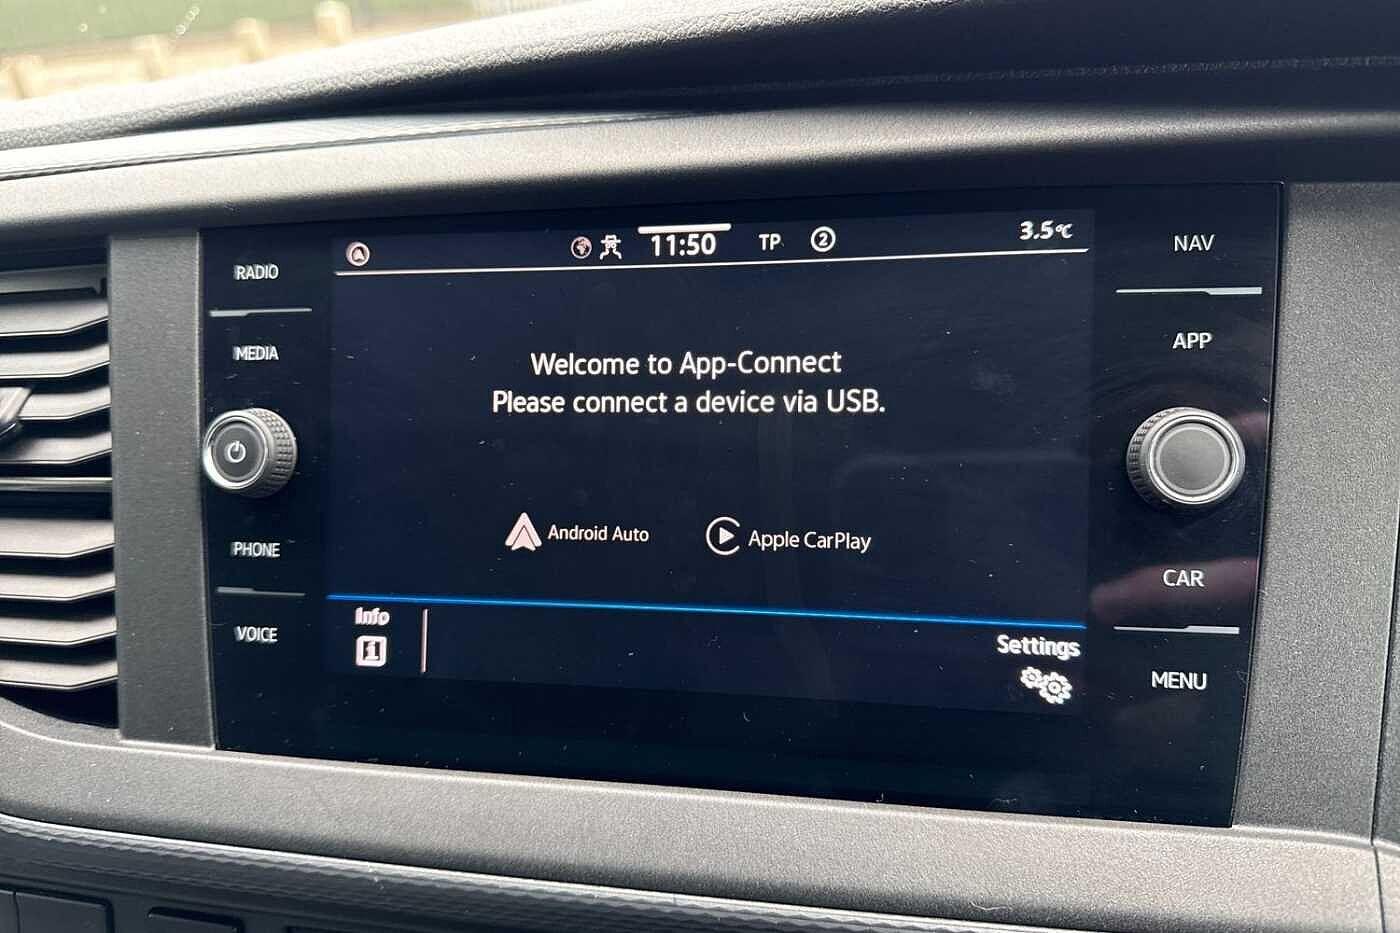 RADIO
MEDIA
PHONE
VOICE
11:50 TP 2 3.5°C
Welcome to App-Connect
Please connect a device via USB.
Android Auto Apple CarPlay
Info
i
Settings
NAV
APP
CAR
MENU